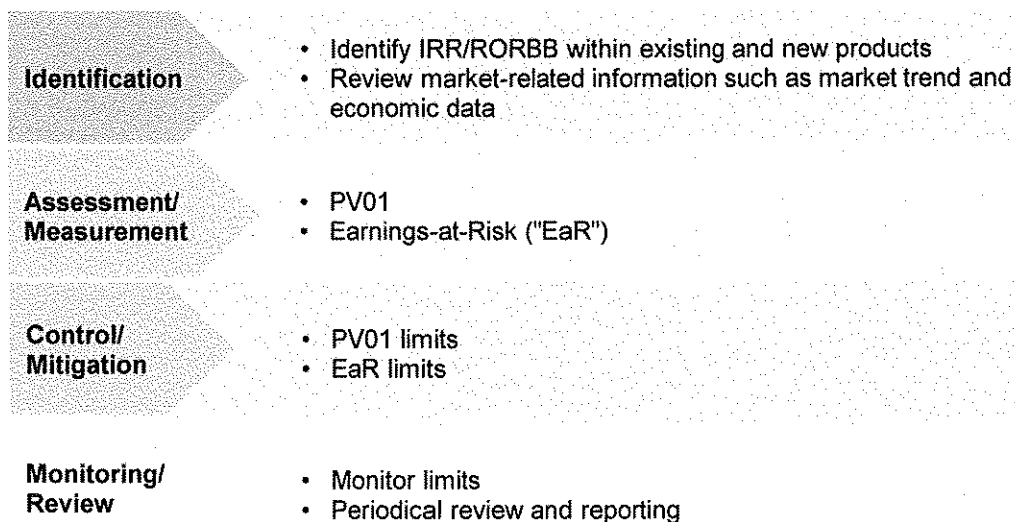 Identification
• Identify IRR/RORBB within existing and new products
• Review market-related information such as market trend and
economic data
Assessment/
Measurement
• PV01
• Earnings-at-Risk ("EaR")
Control/
Mitigation
• PV01 limits
• EaR limits
Monitoring/
Review
• Monitor limits
• Periodical review and reporting